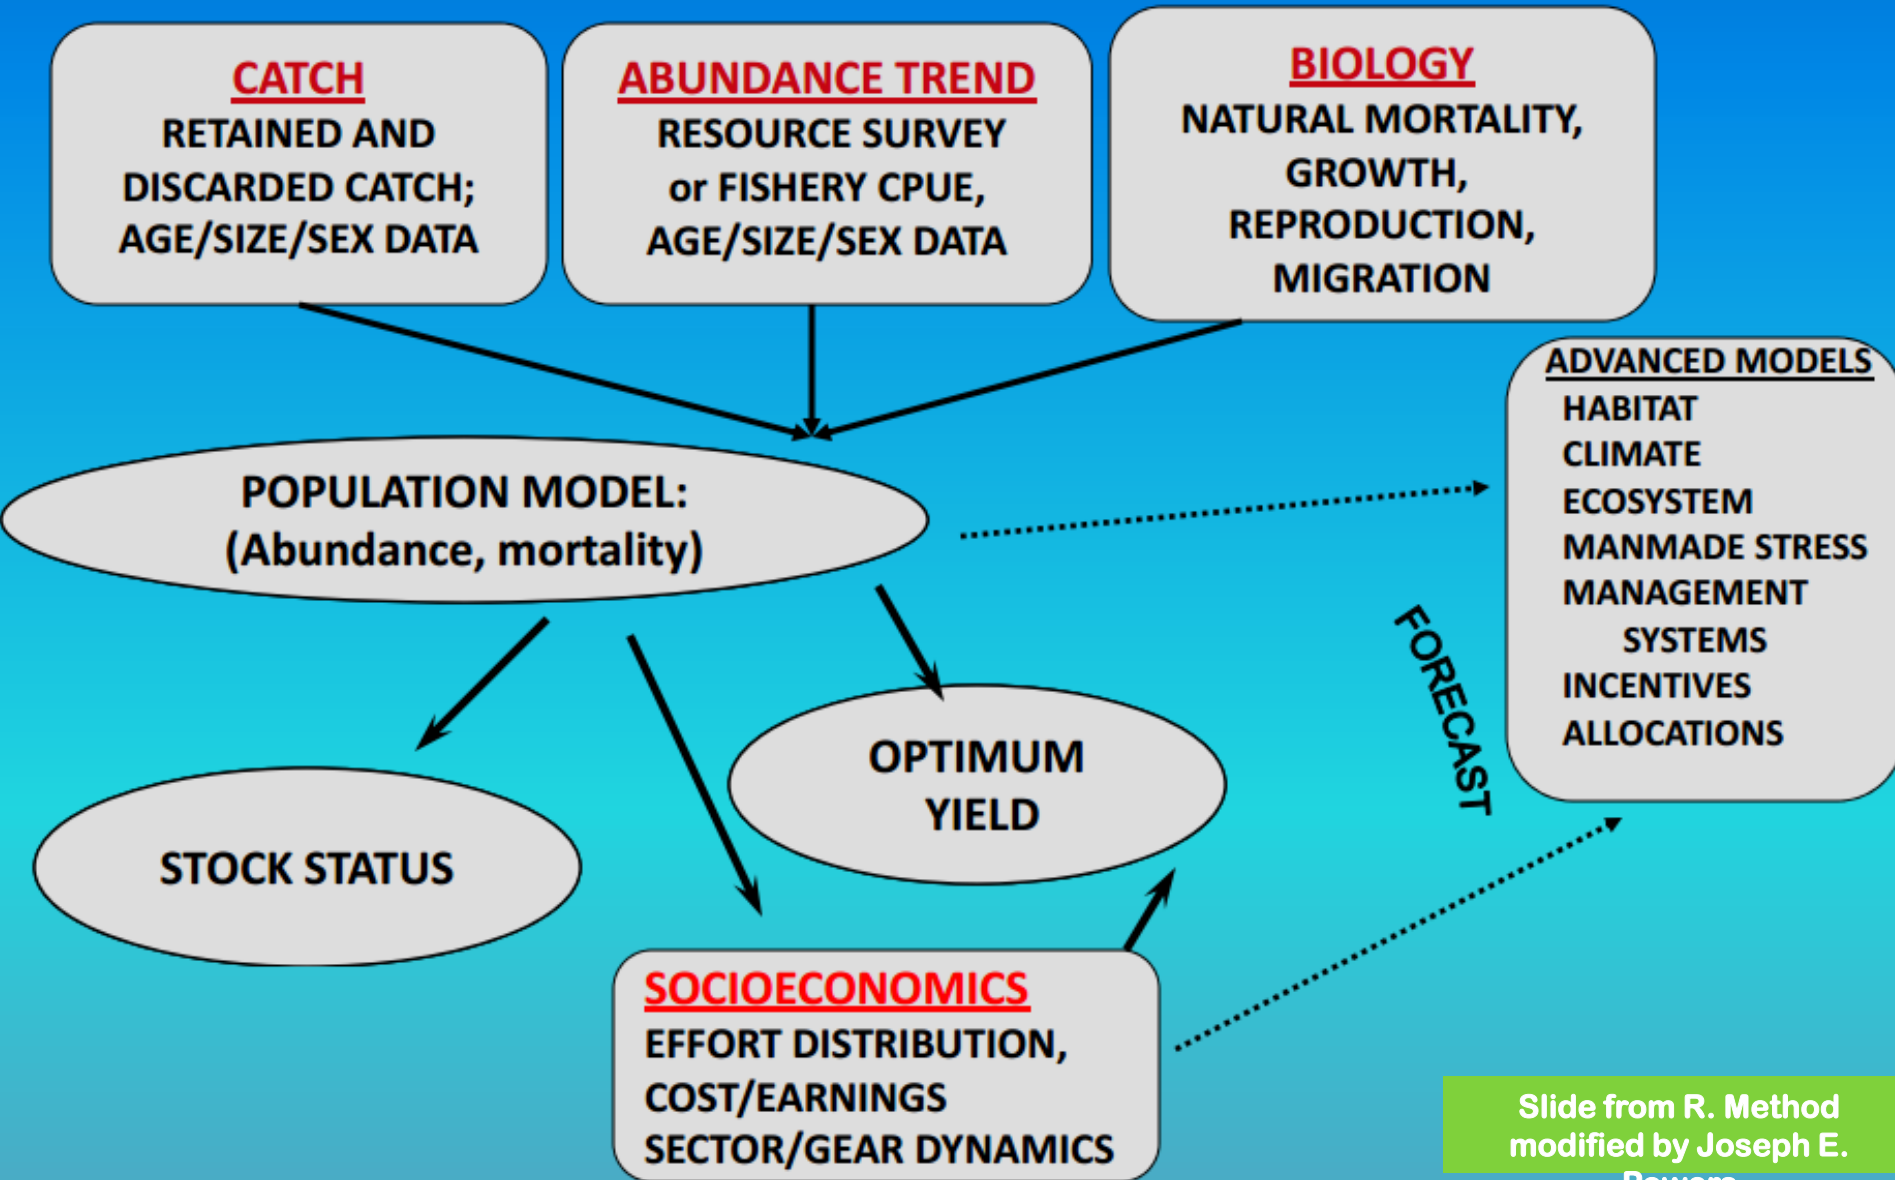 CATCH
RETAINED AND
DISCARDED CATCH;
AGE/SIZE/SEX DATA
ABUNDANCE TREND
RESOURCE SURVEY
or FISHERY CPUE,
AGE/SIZE/SEX DATA
BIOLOGY
NATURAL MORTALITY,
GROWTH,
REPRODUCTION,
MIGRATION
ADVANCED MODELS
HABITAT
CLIMATE
ECOSYSTEM
MANMADE STRESS
MANAGEMENT
SYSTEMS
INCENTIVES
ALLOCATIONS
POPULATION MODEL:
(Abundance, mortality)
FORECAST
OPTIMUM
YIELD
STOCK STATUS
SOCIOECONOMICS
EFFORT DISTRIBUTION,
COST/EARNINGS
SECTOR/GEAR DYNAMICS
Slide from R. Method
modified by Joseph E.